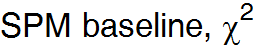 SPM baseline, χ²